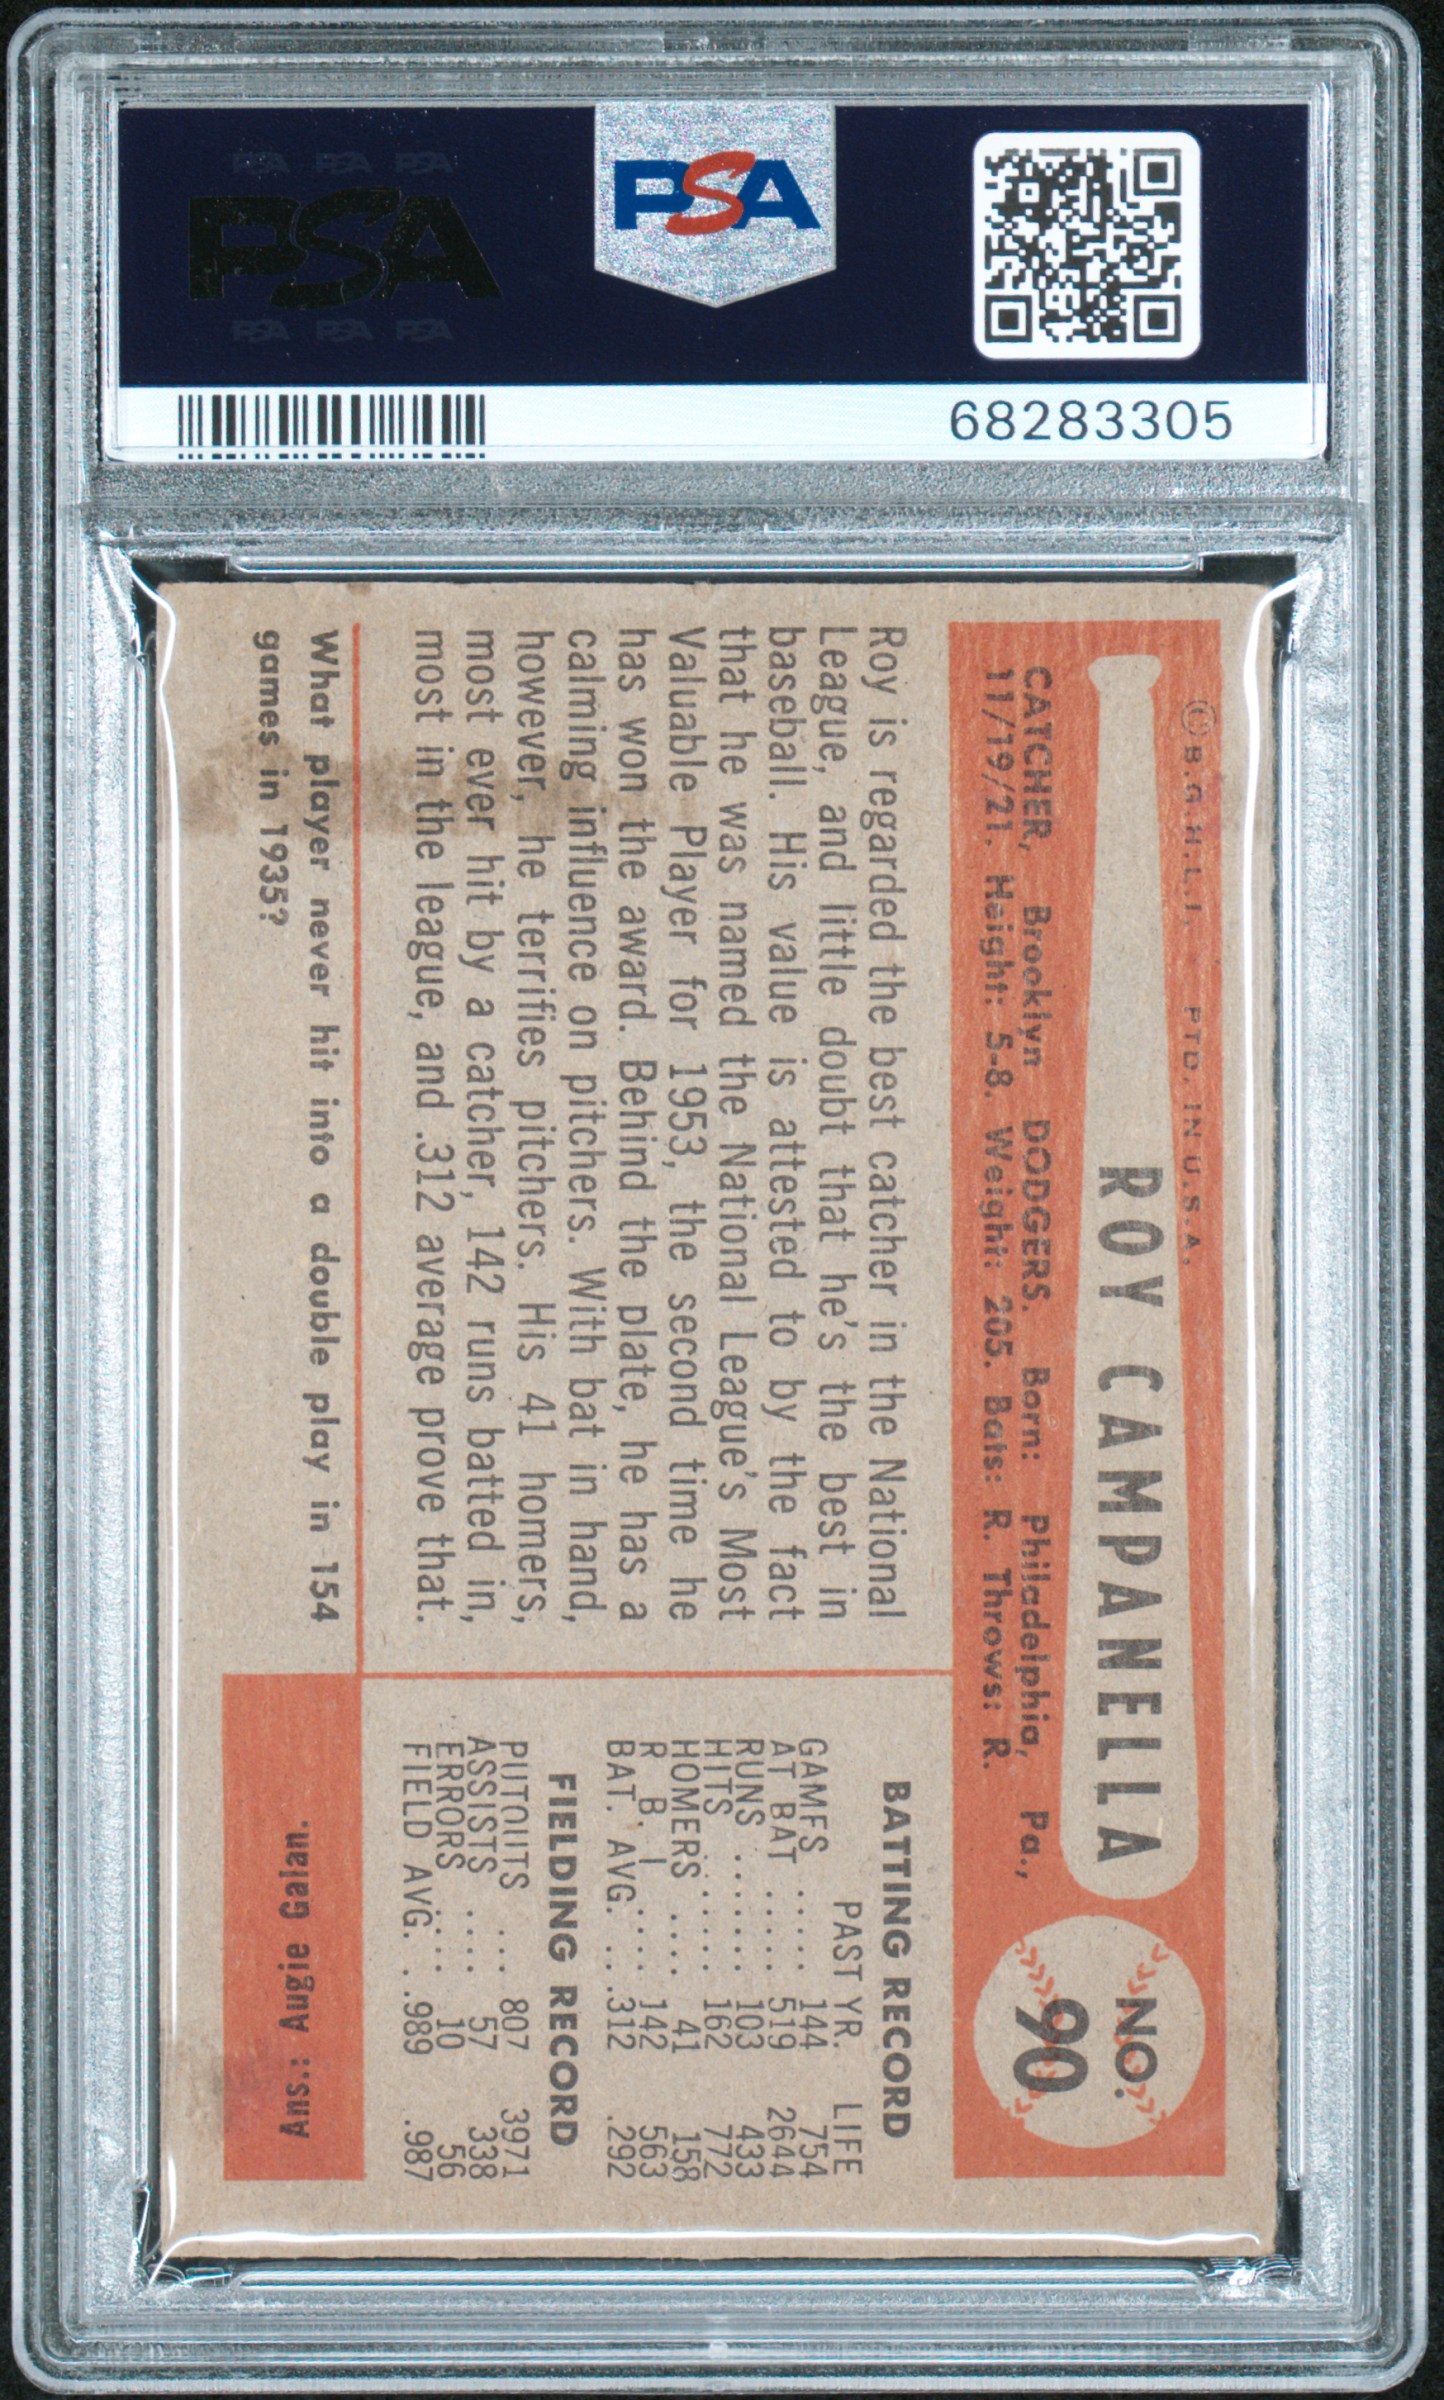 PSA PSA PSA
PSA
PSA PSA PSA
PSA
68283305
© B.G.H.L.I. PTD. IN U.S.A.
ROY CAMPANELLA
NO.
90
CATCHER, Brooklyn DODGERS. Born: Philadelphia, Pa.,
11/19/21. Height: 5-8. Weight: 205. Bats: R. Throws: R.
Roy is regarded the best catcher in the National
League, and little doubt that he's the best in
baseball. His value is attested to by the fact
that he was named the National League's Most
Valuable Player for 1953, the second time he
has won the award. Behind the plate, he has a
calming influence on pitchers. With bat in hand,
however, he terrifies pitchers. His 41 homers,
most ever hit by a catcher, 142 runs batted in,
most in the league, and .312 average prove that.
BATTING RECORD
PAST YR. LIFE
GAMES ..... 144 754
AT BAT ..... 519 2644
RUNS ...... 103 433
HITS ...... 162 772
HOMERS .... 41 158
R B I .... 142 563
BAT. AVG. ... .312 .292
FIELDING RECORD
PUTOUTS ... 807 3971
ASSISTS .... 57 338
ERRORS .... 10 56
FIELD AVG. . .989 .987
What player never hit into a double play in 154
games in 1935?
Ans.: Augie Galan.